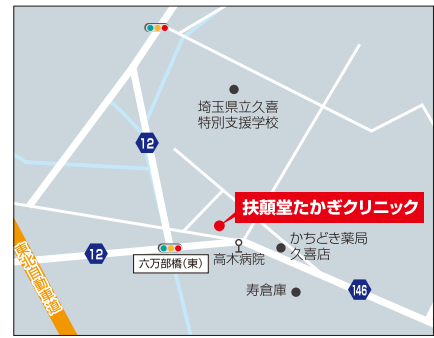 埼玉県立久喜
特別支援学校
12
扶顛堂たかぎクリニック
かちどき薬局
久喜店
12
六万部橋（東）
高木病院
東北自動車道
寿倉庫
146